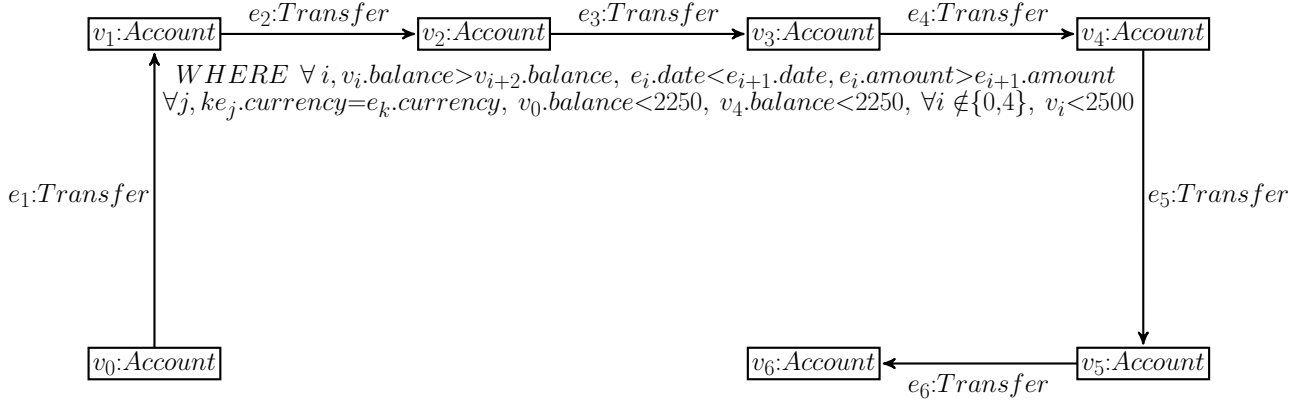 e₂:Transfer e₃:Transfer e₄:Transfer
v₁:Account v₂:Account v₃:Account v₄:Account
WHERE ∀ i, vᵢ.balance>vᵢ₊₂.balance, eᵢ.date<eᵢ₊₁.date, eᵢ.amount>eᵢ₊₁.amount
∀j, keⱼ.currency=eₖ.currency, v₀.balance<2250, v₄.balance<2250, ∀i ∉{0,4}, vᵢ<2500
e₁:Transfer e₅:Transfer
v₀:Account v₆:Account v₅:Account
e₆:Transfer